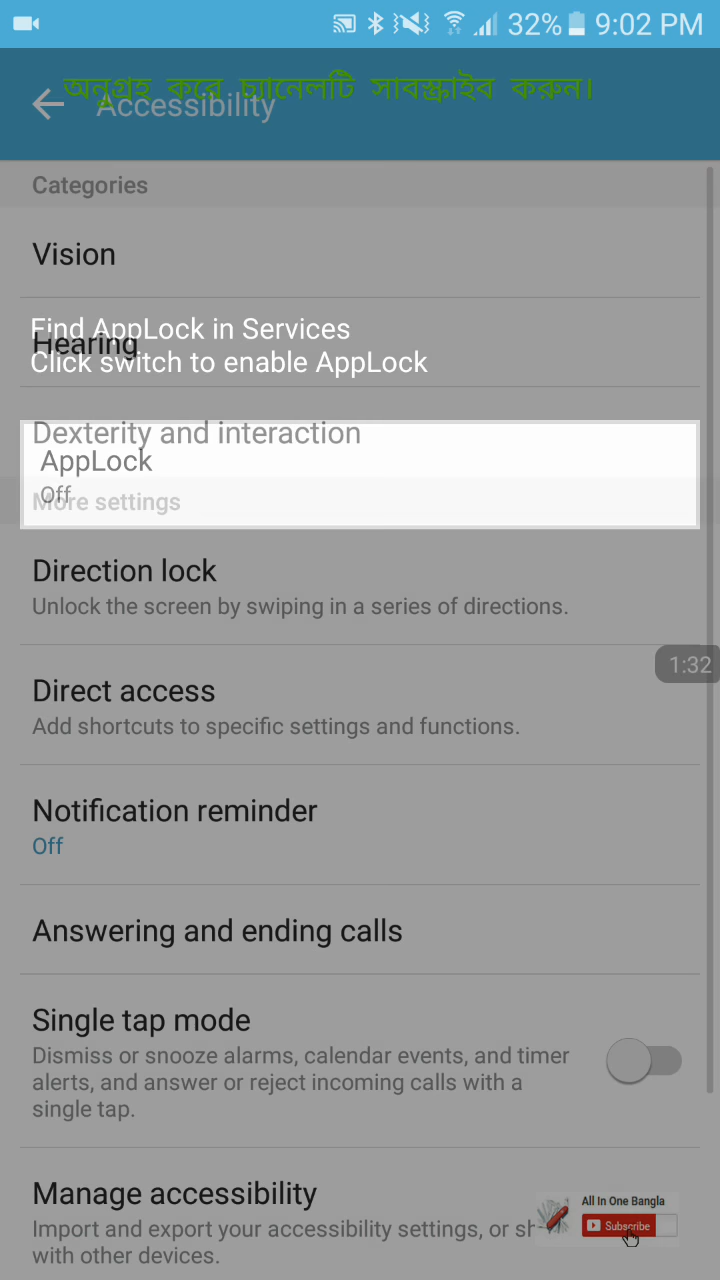 32% 9:02 PM
অনুগ্রহ করে চ্যানেলটি সাবস্ক্রাইব করুন।
Accessibility
Categories
Vision
Find AppLock in Services
Hearing
Click switch to enable AppLock
Dexterity and interaction
AppLock
Off
More settings
Direction lock
Unlock the screen by swiping in a series of directions.
1:32
Direct access
Add shortcuts to specific settings and functions.
Notification reminder
Off
Answering and ending calls
Single tap mode
Dismiss or snooze alarms, calendar events, and timer
alerts, and answer or reject incoming calls with a
single tap.
Manage accessibility
Import and export your accessibility settings, or sh
with other devices.
All In One Bangla
Subscribe